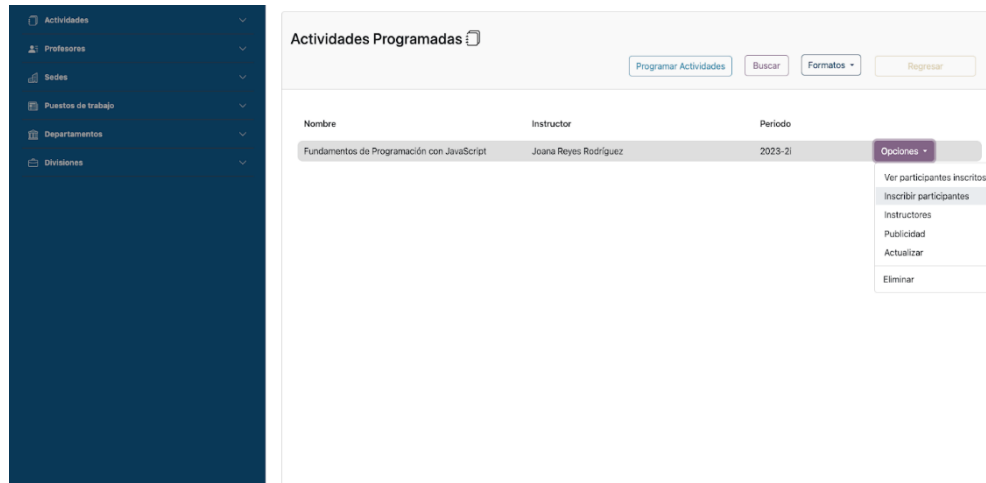 Actividades
Profesores
Sedes
Puestos de trabajo
Departamentos
Divisiones
Actividades Programadas
Programar Actividades Buscar Formatos Regresar
Nombre Instructor Periodo
Fundamentos de Programación con JavaScript Joana Reyes Rodríguez 2023-2i Opciones
Ver participantes inscritos
Inscribir participantes
Instructores
Publicidad
Actualizar
Eliminar